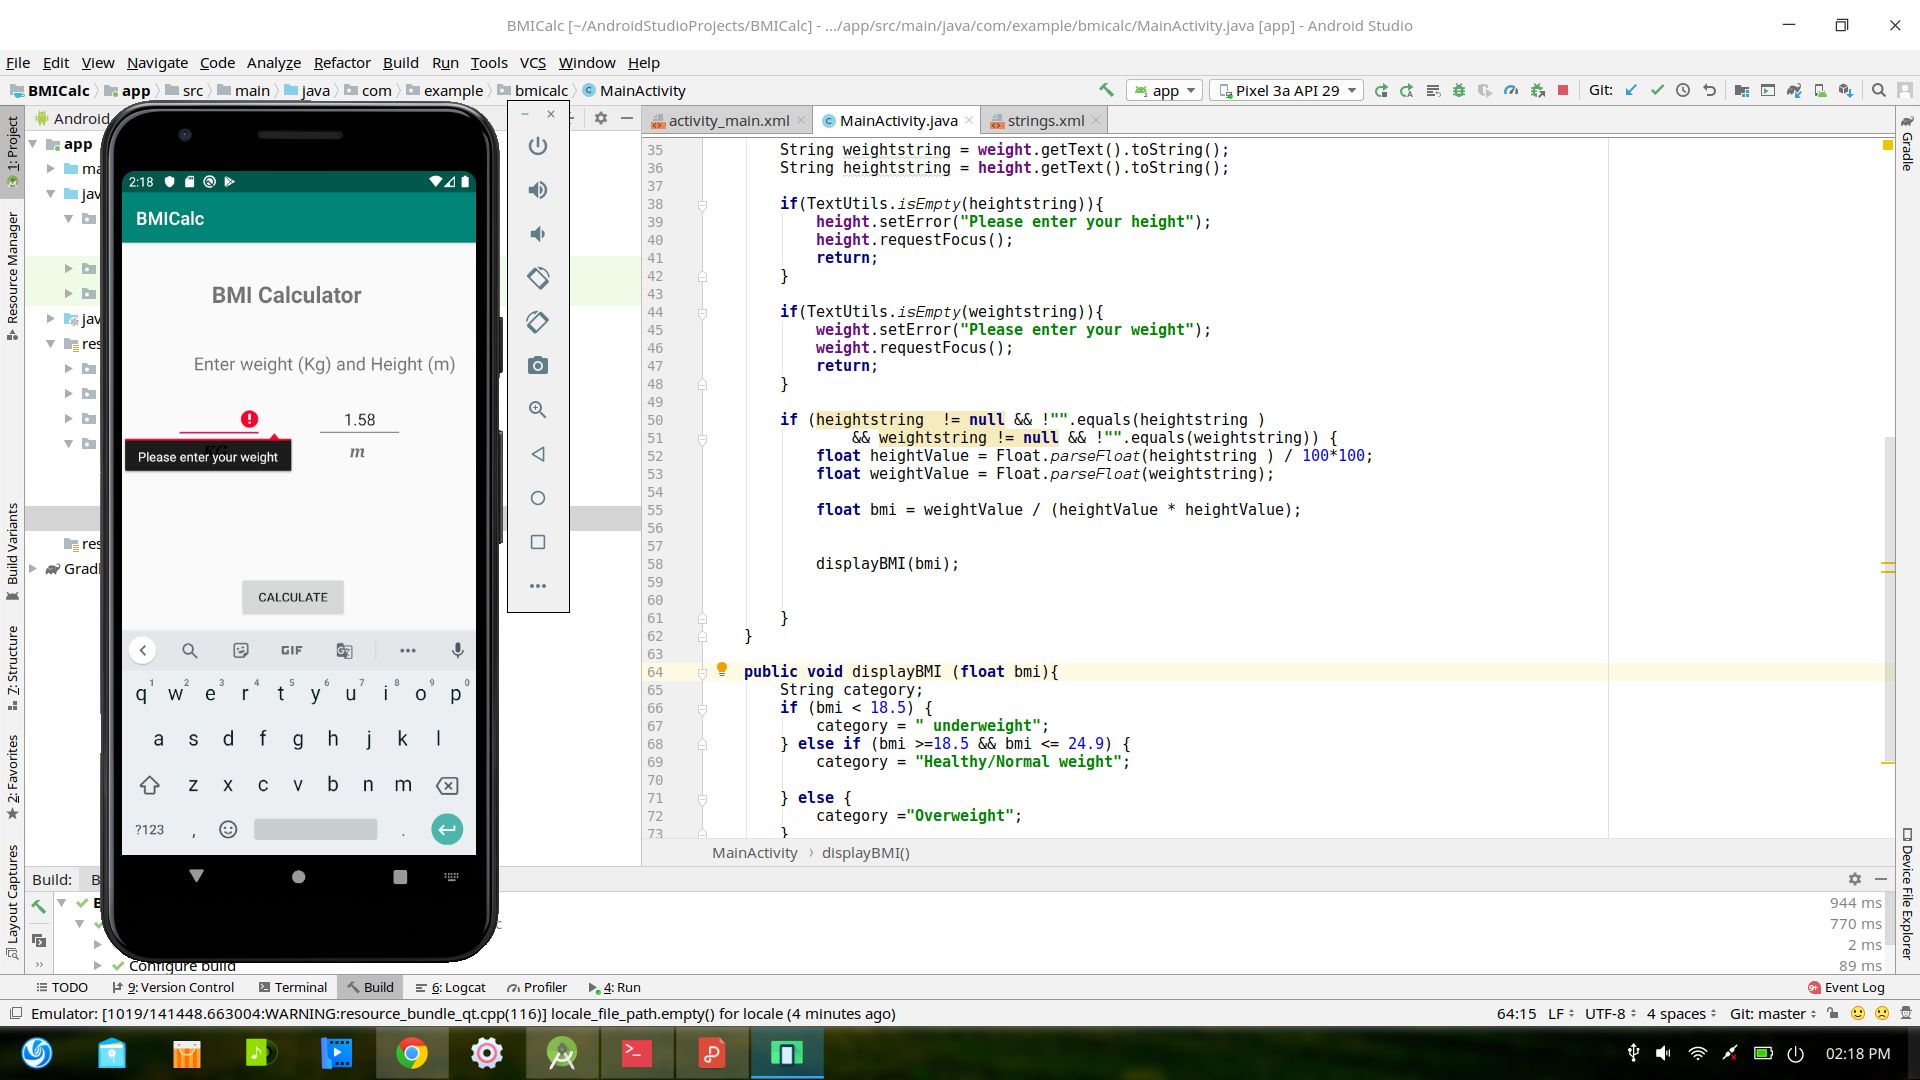 BMICalc [~/AndroidStudioProjects/BMICalc] - .../app/src/main/java/com/example/bmicalc/MainActivity.java [app] - Android Studio
File Edit View Navigate Code Analyze Refactor Build Run Tools VCS Window Help
BMICalc app src main java com example bmicalc MainActivity app Pixel 3a API 29 Git:
1: Project
Resource Manager
Build Variants
7: Structure
2: Favorites
Layout Captures
Android
app
ma
jav
jav
res
res
Gradl
2:18
BMICalc
BMI Calculator
Enter weight (Kg) and Height (m)
1.58
Please enter your weight
m
CALCULATE
GIF
q1 w2 e3 r4 t5 y6 u7 i8 o9 p0
a s d f g h j k l
z x c v b n m
?123 , .
activity_main.xml MainActivity.java strings.xml
35 String weightstring = weight.getText().toString();
36 String heightstring = height.getText().toString();
37
38 if(TextUtils.isEmpty(heightstring)){
39 height.setError("Please enter your height");
40 height.requestFocus();
41 return;
42 }
43
44 if(TextUtils.isEmpty(weightstring)){
45 weight.setError("Please enter your weight");
46 weight.requestFocus();
47 return;
48 }
49
50 if (heightstring  != null && !"".equals(heightstring )
51 && weightstring != null && !"".equals(weightstring)) {
52 float heightValue = Float.parseFloat(heightstring ) / 100*100;
53 float weightValue = Float.parseFloat(weightstring);
54
55 float bmi = weightValue / (heightValue * heightValue);
56
57
58 displayBMI(bmi);
59
60
61 }
62 }
63
64 public void displayBMI (float bmi){
65 String category;
66 if (bmi < 18.5) {
67 category = " underweight";
68 } else if (bmi >=18.5 && bmi <= 24.9) {
69 category = "Healthy/Normal weight";
70
71 } else {
72 category ="Overweight";
73 }
MainActivity › displayBMI()
Gradle
Device File Explorer
Build: B
B 944 ms
770 ms
2 ms
Configure build 89 ms
TODO 9: Version Control Terminal Build 6: Logcat Profiler 4: Run 9+ Event Log
Emulator: [1019/141448.663004:WARNING:resource_bundle_qt.cpp(116)] locale_file_path.empty() for locale (4 minutes ago) 64:15 LF UTF-8 4 spaces Git: master
02:18 PM